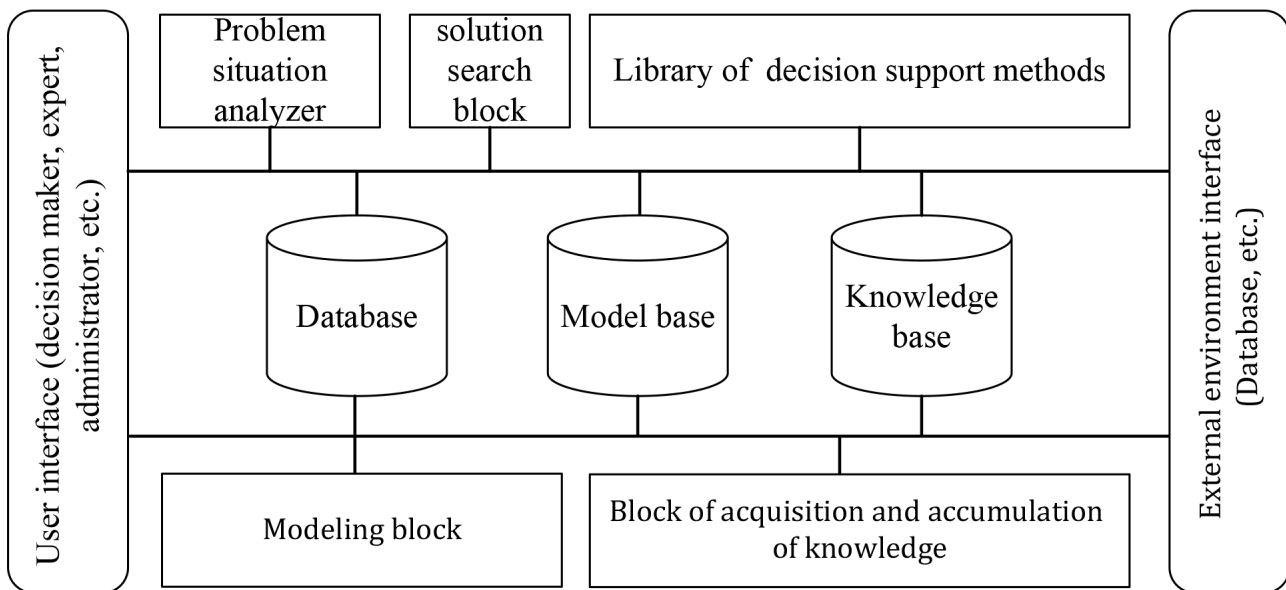 User interface (decision maker, expert,
administrator, etc.)
Problem
situation
analyzer
solution
search
block
Library of decision support methods
Database
Model base
Knowledge
base
Modeling block
Block of acquisition and accumulation
of knowledge
External environment interface
(Database, etc.)